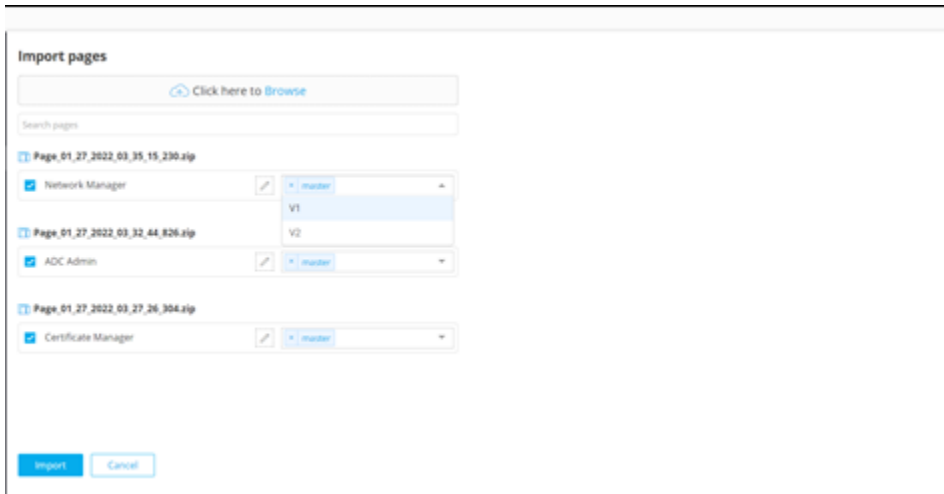 Import pages
Click here to Browse
Search pages
Page_01_27_2022_03_35_15_230.zip
Network Manager × master
V1
V2
Page_01_27_2022_03_32_44_826.zip
ADC Admin × master
Page_01_27_2022_03_27_26_304.zip
Certificate Manager × master
Import Cancel